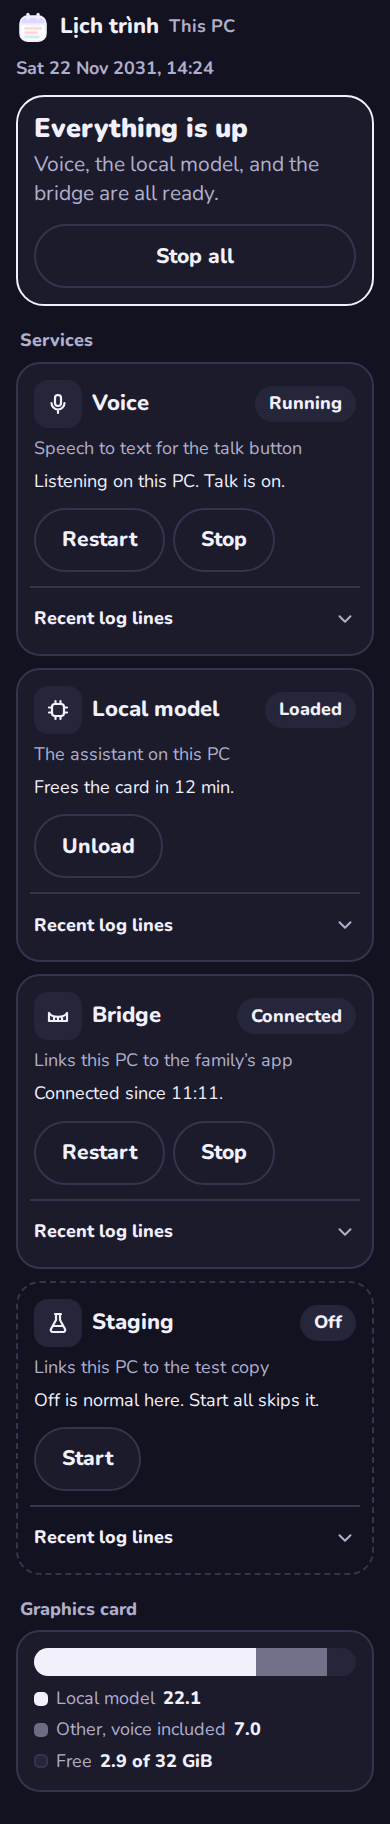 Lịch trình This PC
Sat 22 Nov 2031, 14:24
Everything is up
Voice, the local model, and the
bridge are all ready.
Stop all
Services
Voice Running
Speech to text for the talk button
Listening on this PC. Talk is on.
Restart Stop
Recent log lines
Local model Loaded
The assistant on this PC
Frees the card in 12 min.
Unload
Recent log lines
Bridge Connected
Links this PC to the family’s app
Connected since 11:11.
Restart Stop
Recent log lines
Staging Off
Links this PC to the test copy
Off is normal here. Start all skips it.
Start
Recent log lines
Graphics card
Local model 22.1
Other, voice included 7.0
Free 2.9 of 32 GiB